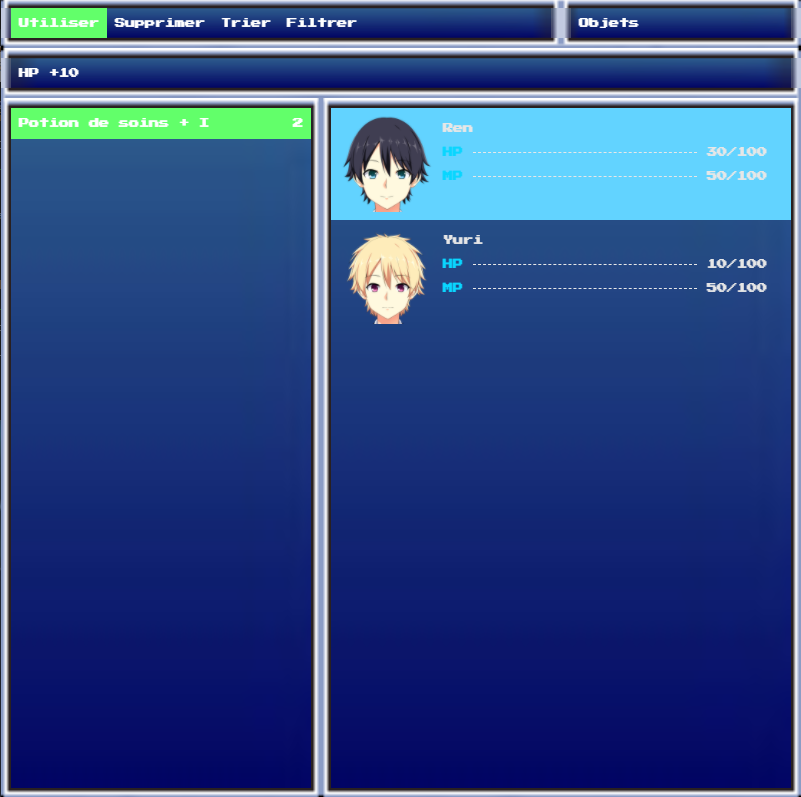 Utiliser Supprimer Trier Filtrer
Objets
HP +10
Potion de soins + I 2
Ren
HP 30/100
MP 50/100
Yuri
HP 10/100
MP 50/100